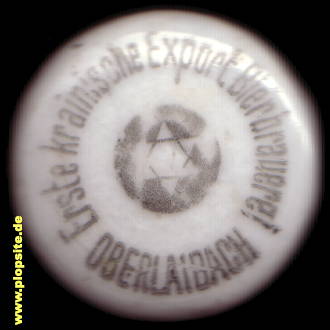 Erste krainische Export Bierbrauerei
OBERLAIBACH
www.plopsite.de